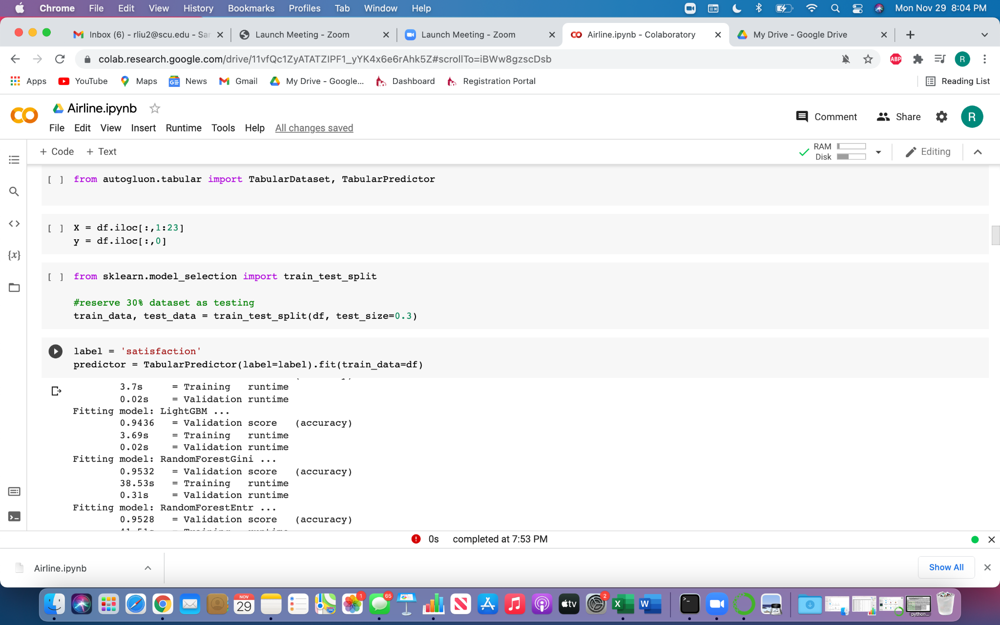 Chrome File Edit View History Bookmarks Profiles Tab Window Help Mon Nov 29 8:04 PM
Inbox (6) - rliu2@scu.edu - Sar Launch Meeting - Zoom Launch Meeting - Zoom Airline.ipynb - Colaboratory My Drive - Google Drive
colab.research.google.com/drive/11vfQc1ZyATATZIPF1_yYK4x6e6rAhk5Z#scrollTo=iBWw8gzscDsb ABP R
Apps YouTube Maps News Gmail My Drive - Google... Dashboard Registration Portal Reading List
Airline.ipynb
Comment Share R
File Edit View Insert Runtime Tools Help All changes saved
+ Code + Text RAM Disk Editing
[ ] from autogluon.tabular import TabularDataset, TabularPredictor
[ ] X = df.iloc[:,1:23]
y = df.iloc[:,0]
[ ] from sklearn.model_selection import train_test_split
#reserve 30% dataset as testing
train_data, test_data = train_test_split(df, test_size=0.3)
label = 'satisfaction'
predictor = TabularPredictor(label=label).fit(train_data=df)
3.7s = Training runtime
0.02s = Validation runtime
Fitting model: LightGBM ...
0.9436 = Validation score (accuracy)
3.69s = Training runtime
0.02s = Validation runtime
Fitting model: RandomForestGini ...
0.9532 = Validation score (accuracy)
38.53s = Training runtime
0.31s = Validation runtime
Fitting model: RandomForestEntr ...
0.9528 = Validation score (accuracy)
0s completed at 7:53 PM
Airline.ipynb Show All
NOV 29 1 65 tv 2 X W python...